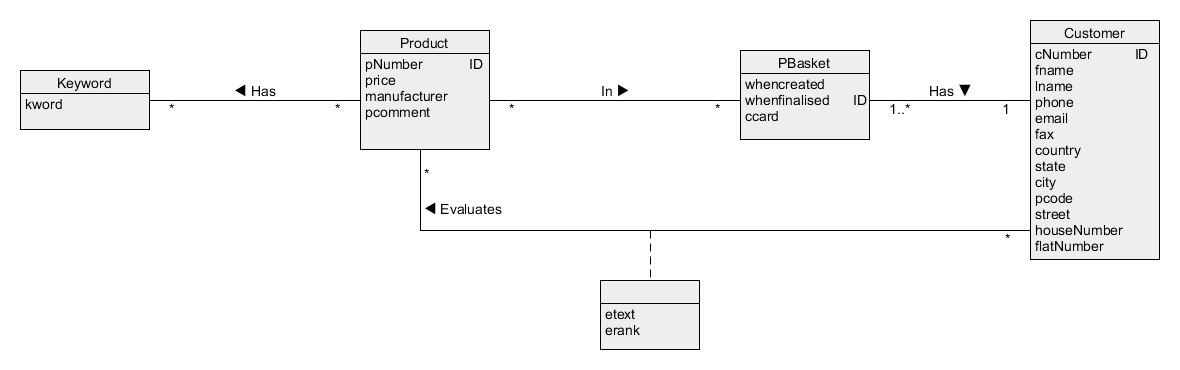 Keyword
kword
◀ Has
*
*
Product
pNumber ID
price
manufacturer
pcomment
In ▶
*
*
PBasket
whencreated
whenfinalised ID
ccard
Has ▼
1..*
1
Customer
cNumber ID
fname
lname
phone
email
fax
country
state
city
pcode
street
houseNumber
flatNumber
*
◀ Evaluates
*
etext
erank